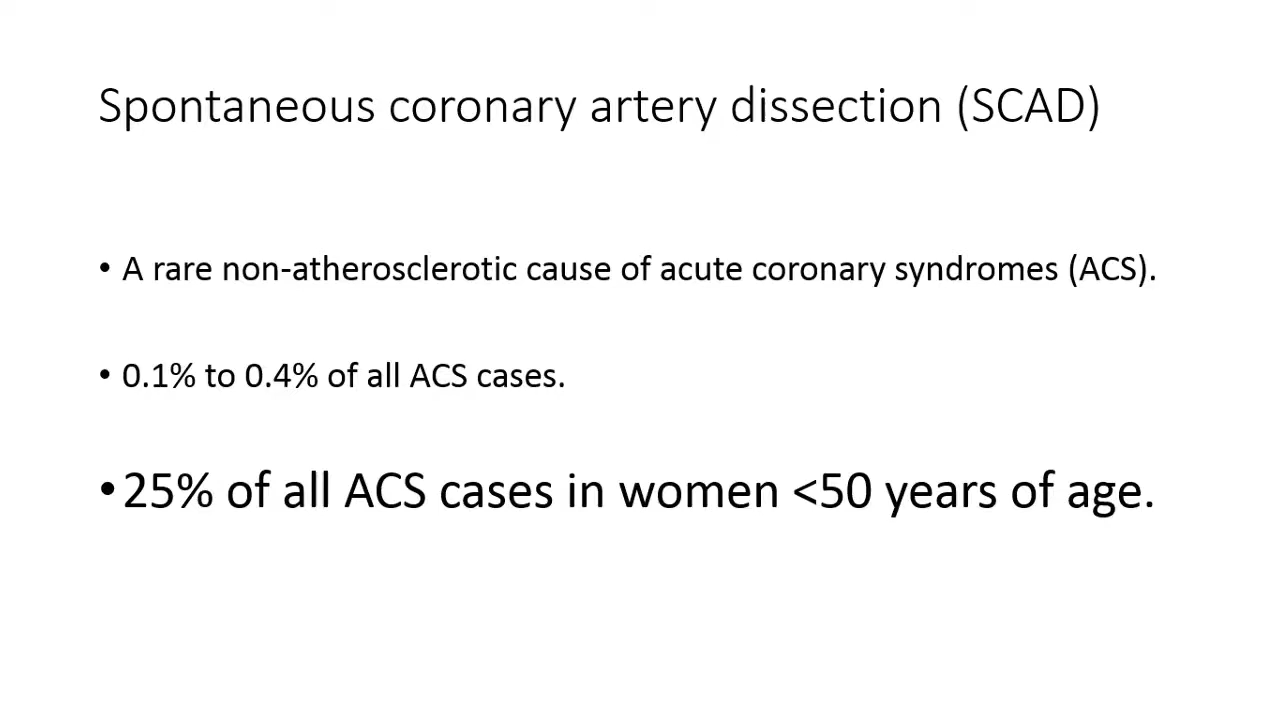 Spontaneous coronary artery dissection (SCAD)
• A rare non-atherosclerotic cause of acute coronary syndromes (ACS).
• 0.1% to 0.4% of all ACS cases.
• 25% of all ACS cases in women <50 years of age.